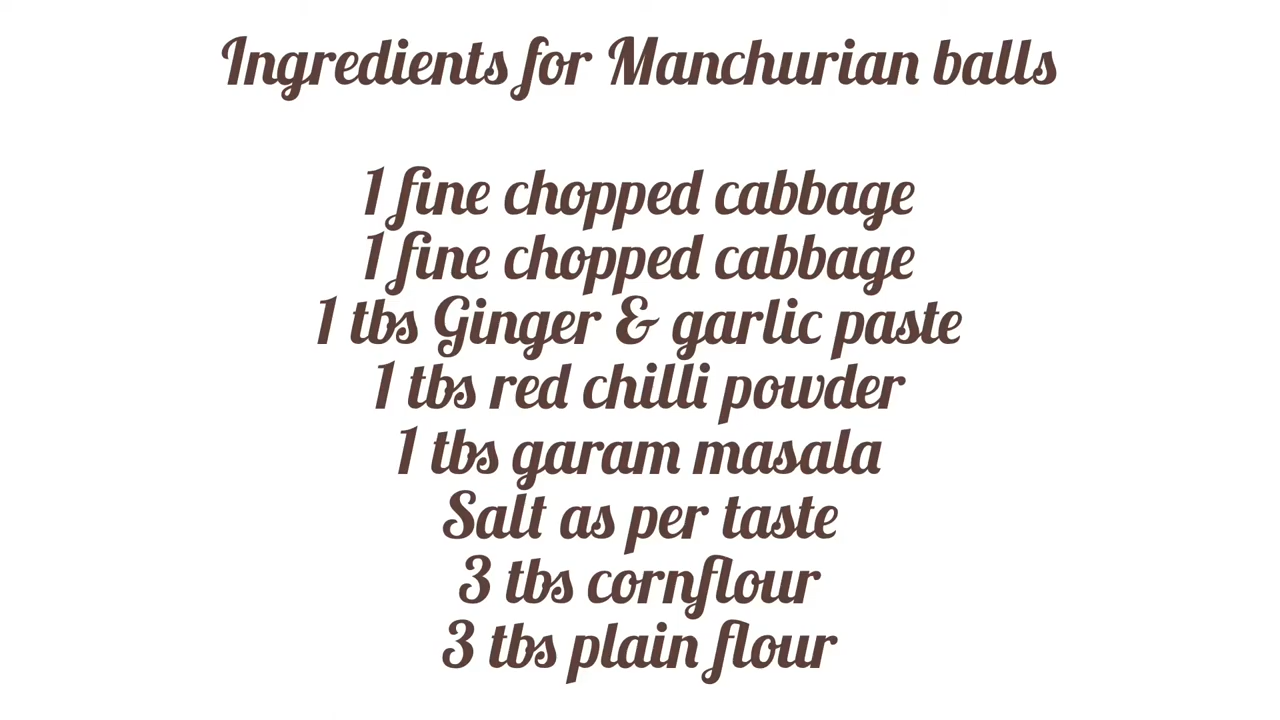 Ingredients for Manchurian balls
1 fine chopped cabbage
1 fine chopped cabbage
1 tbs Ginger & garlic paste
1 tbs red chilli powder
1 tbs garam masala
Salt as per taste
3 tbs cornflour
3 tbs plain flour